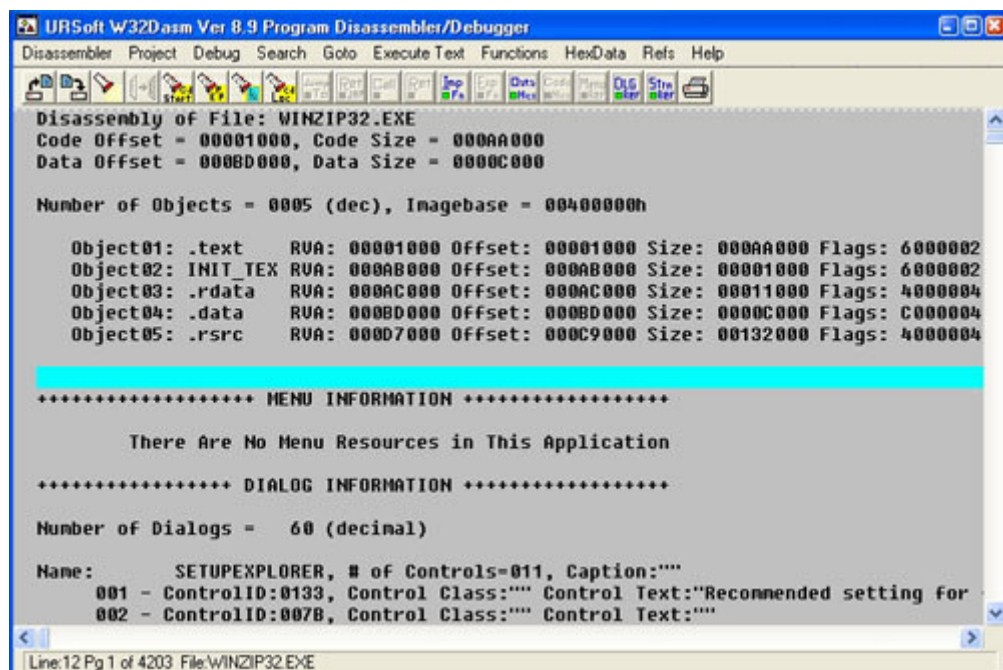 URSoft W32Dasm Ver 8.9 Program Disassembler/Debugger
Disassembler Project Debug Search Goto Execute Text Functions HexData Refs Help
Disassembly of File: WINZIP32.EXE
Code Offset = 00001000, Code Size = 000AA000
Data Offset = 000BD000, Data Size = 0000C000
Number of Objects = 0005 (dec), Imagebase = 00400000h
Object01: .text RVA: 00001000 Offset: 00001000 Size: 000AA000 Flags: 6000002
Object02: INIT_TEX RVA: 000AB000 Offset: 000AB000 Size: 00001000 Flags: 6000002
Object03: .rdata RVA: 000AC000 Offset: 000AC000 Size: 00011000 Flags: 4000004
Object04: .data RVA: 000BD000 Offset: 000BD000 Size: 0000C000 Flags: C000004
Object05: .rsrc RVA: 000D7000 Offset: 000C9000 Size: 00132000 Flags: 4000004
+++++++++++++++++++ MENU INFORMATION ++++++++++++++++++
There Are No Menu Resources in This Application
+++++++++++++++++ DIALOG INFORMATION ++++++++++++++++++
Number of Dialogs = 60 (decimal)
Name: SETUPEXPLORER, # of Controls=011, Caption:""
001 - ControlID:0133, Control Class:"" Control Text:"Recommended setting for
002 - ControlID:007B, Control Class:"" Control Text:""
Line:12 Pg 1 of 4203 File:WINZIP32.EXE